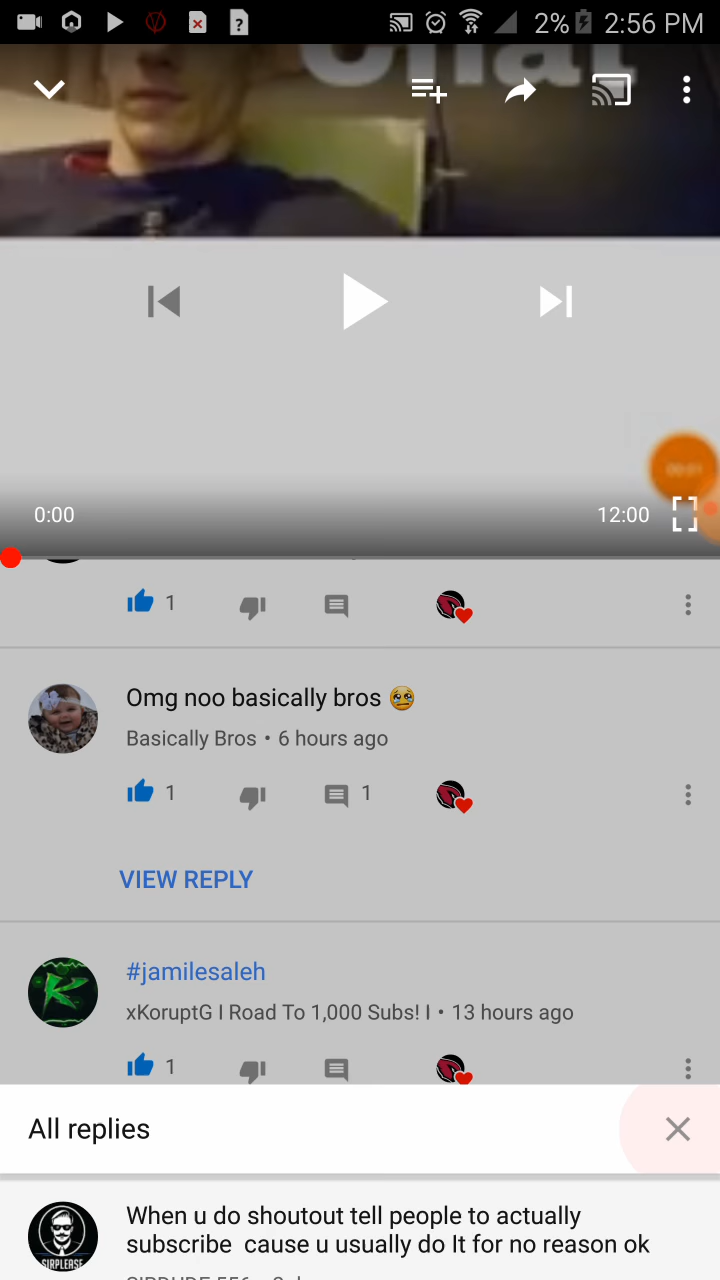 2% 2:56 PM
Chat
0:00
12:00
1
Omg noo basically bros 😢
Basically Bros • 6 hours ago
1
1
VIEW REPLY
#jamilesaleh
xKoruptG I Road To 1,000 Subs! I • 13 hours ago
1
All replies
When u do shoutout tell people to actually
subscribe cause u usually do It for no reason ok
SIRPLEASE